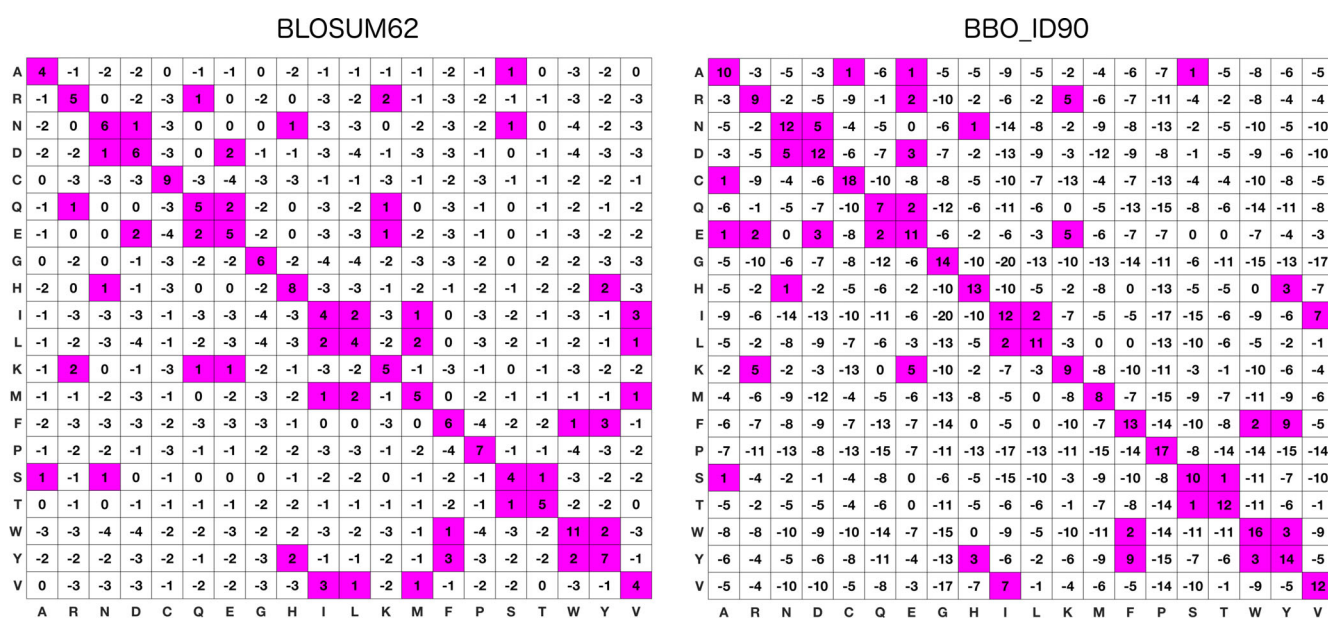 BLOSUM62
A 4 -1 -2 -2 0 -1 -1 0 -2 -1 -1 -1 -1 -2 -1 1 0 -3 -2 0
R -1 5 0 -2 -3 1 0 -2 0 -3 -2 2 -1 -3 -2 -1 -1 -3 -2 -3
N -2 0 6 1 -3 0 0 0 1 -3 -3 0 -2 -3 -2 1 0 -4 -2 -3
D -2 -2 1 6 -3 0 2 -1 -1 -3 -4 -1 -3 -3 -1 0 -1 -4 -3 -3
C 0 -3 -3 -3 9 -3 -4 -3 -3 -1 -1 -3 -1 -2 -3 -1 -1 -2 -2 -1
Q -1 1 0 0 -3 5 2 -2 0 -3 -2 1 0 -3 -1 0 -1 -2 -1 -2
E -1 0 0 2 -4 2 5 -2 0 -3 -3 1 -2 -3 -1 0 -1 -3 -2 -2
G 0 -2 0 -1 -3 -2 -2 6 -2 -4 -4 -2 -3 -3 -2 0 -2 -2 -3 -3
H -2 0 1 -1 -3 0 0 -2 8 -3 -3 -1 -2 -1 -2 -1 -2 -2 2 -3
I -1 -3 -3 -3 -1 -3 -3 -4 -3 4 2 -3 1 0 -3 -2 -1 -3 -1 3
L -1 -2 -3 -4 -1 -2 -3 -4 -3 2 4 -2 2 0 -3 -2 -1 -2 -1 1
K -1 2 0 -1 -3 1 1 -2 -1 -3 -2 5 -1 -3 -1 0 -1 -3 -2 -2
M -1 -1 -2 -3 -1 0 -2 -3 -2 1 2 -1 5 0 -2 -1 -1 -1 -1 1
F -2 -3 -3 -3 -2 -3 -3 -3 -1 0 0 -3 0 6 -4 -2 -2 1 3 -1
P -1 -2 -2 -1 -3 -1 -1 -2 -2 -3 -3 -1 -2 -4 7 -1 -1 -4 -3 -2
S 1 -1 1 0 -1 0 0 0 -1 -2 -2 0 -1 -2 -1 4 1 -3 -2 -2
T 0 -1 0 -1 -1 -1 -1 -2 -2 -1 -1 -1 -1 -2 -1 1 5 -2 -2 0
W -3 -3 -4 -4 -2 -2 -3 -2 -2 -3 -2 -3 -1 1 -4 -3 -2 11 2 -3
Y -2 -2 -2 -3 -2 -1 -2 -3 2 -1 -1 -2 -1 3 -3 -2 -2 2 7 -1
V 0 -3 -3 -3 -1 -2 -2 -3 -3 3 1 -2 1 -1 -2 -2 0 -3 -1 4
A R N D C Q E G H I L K M F P S T W Y V
BBO_ID90
A 10 -3 -5 -3 1 -6 1 -5 -5 -9 -5 -2 -4 -6 -7 1 -5 -8 -6 -5
R -3 9 -2 -5 -9 -1 2 -10 -2 -6 -2 5 -6 -7 -11 -4 -2 -8 -4 -4
N -5 -2 12 5 -4 -5 0 -6 1 -14 -8 -2 -9 -8 -13 -2 -5 -10 -5 -10
D -3 -5 5 12 -6 -7 3 -7 -2 -13 -9 -3 -12 -9 -8 -1 -5 -9 -6 -10
C 1 -9 -4 -6 18 -10 -8 -8 -5 -10 -7 -13 -4 -7 -13 -4 -4 -10 -8 -5
Q -6 -1 -5 -7 -10 7 2 -12 -6 -11 -6 0 -5 -13 -15 -8 -6 -14 -11 -8
E 1 2 0 3 -8 2 11 -6 -2 -6 -3 5 -6 -7 -7 0 0 -7 -4 -3
G -5 -10 -6 -7 -8 -12 -6 14 -10 -20 -13 -10 -13 -14 -11 -6 -11 -15 -13 -17
H -5 -2 1 -2 -5 -6 -2 -10 13 -10 -5 -2 -8 0 -13 -5 -5 0 3 -7
I -9 -6 -14 -13 -10 -11 -6 -20 -10 12 2 -7 -5 -5 -17 -15 -6 -9 -6 7
L -5 -2 -8 -9 -7 -6 -3 -13 -5 2 11 -3 0 0 -13 -10 -6 -5 -2 -1
K -2 5 -2 -3 -13 0 5 -10 -2 -7 -3 9 -8 -10 -11 -3 -1 -10 -6 -4
M -4 -6 -9 -12 -4 -5 -6 -13 -8 -5 0 -8 8 -7 -15 -9 -7 -11 -9 -6
F -6 -7 -8 -9 -7 -13 -7 -14 0 -5 0 -10 -7 13 -14 -10 -8 2 9 -5
P -7 -11 -13 -8 -13 -15 -7 -11 -13 -17 -13 -11 -15 -14 17 -8 -14 -14 -15 -14
S 1 -4 -2 -1 -4 -8 0 -6 -5 -15 -10 -3 -9 -10 -8 10 1 -11 -7 -10
T -5 -2 -5 -5 -4 -6 0 -11 -5 -6 -6 -1 -7 -8 -14 1 12 -11 -6 -1
W -8 -8 -10 -9 -10 -14 -7 -15 0 -9 -5 -10 -11 2 -14 -11 -11 16 3 -9
Y -6 -4 -5 -6 -8 -11 -4 -13 3 -6 -2 -6 -9 9 -15 -7 -6 3 14 -5
V -5 -4 -10 -10 -5 -8 -3 -17 -7 7 -1 -4 -6 -5 -14 -10 -1 -9 -5 12
A R N D C Q E G H I L K M F P S T W Y V